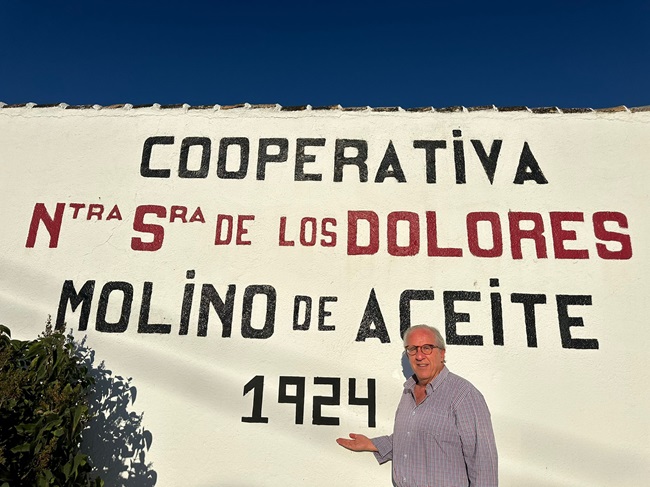 COOPERATIVA
NTRA SRA DE LOS DOLORES
MOLINO DE ACEITE
1924